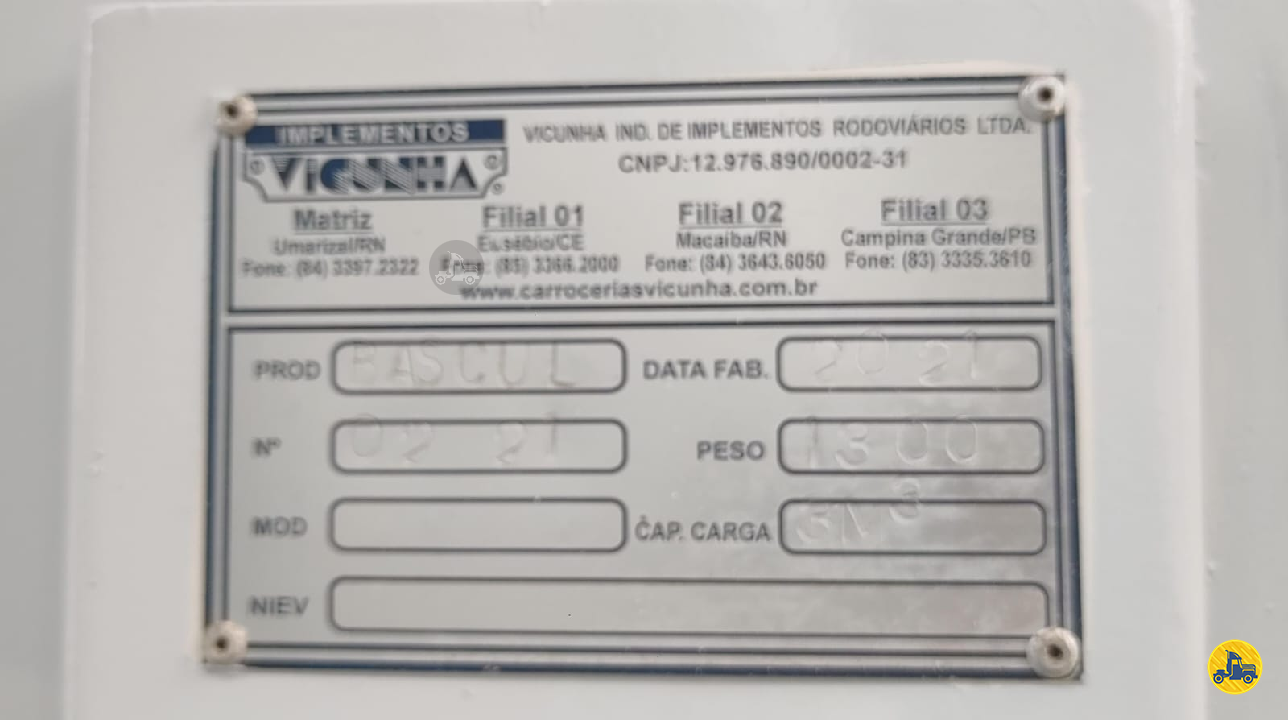 IMPLEMENTOS
VICUNHA
VICUNHA IND. DE IMPLEMENTOS RODOVIÁRIOS LTDA.
CNPJ:12.976.890/0002-31
Matriz
Umarizal/RN
Fone: (84) 3397.2322
Filial 01
Eusébio/CE
Fone: (85) 3366.2000
Filial 02
Macaiba/RN
Fone: (84) 3643.6050
Filial 03
Campina Grande/PB
Fone: (83) 3335.3610
www.carroceriasvicunha.com.br
PROD BASCUL DATA FAB. 2021
Nº 02 21 PESO 1300
MOD CAP. CARGA
NIEV